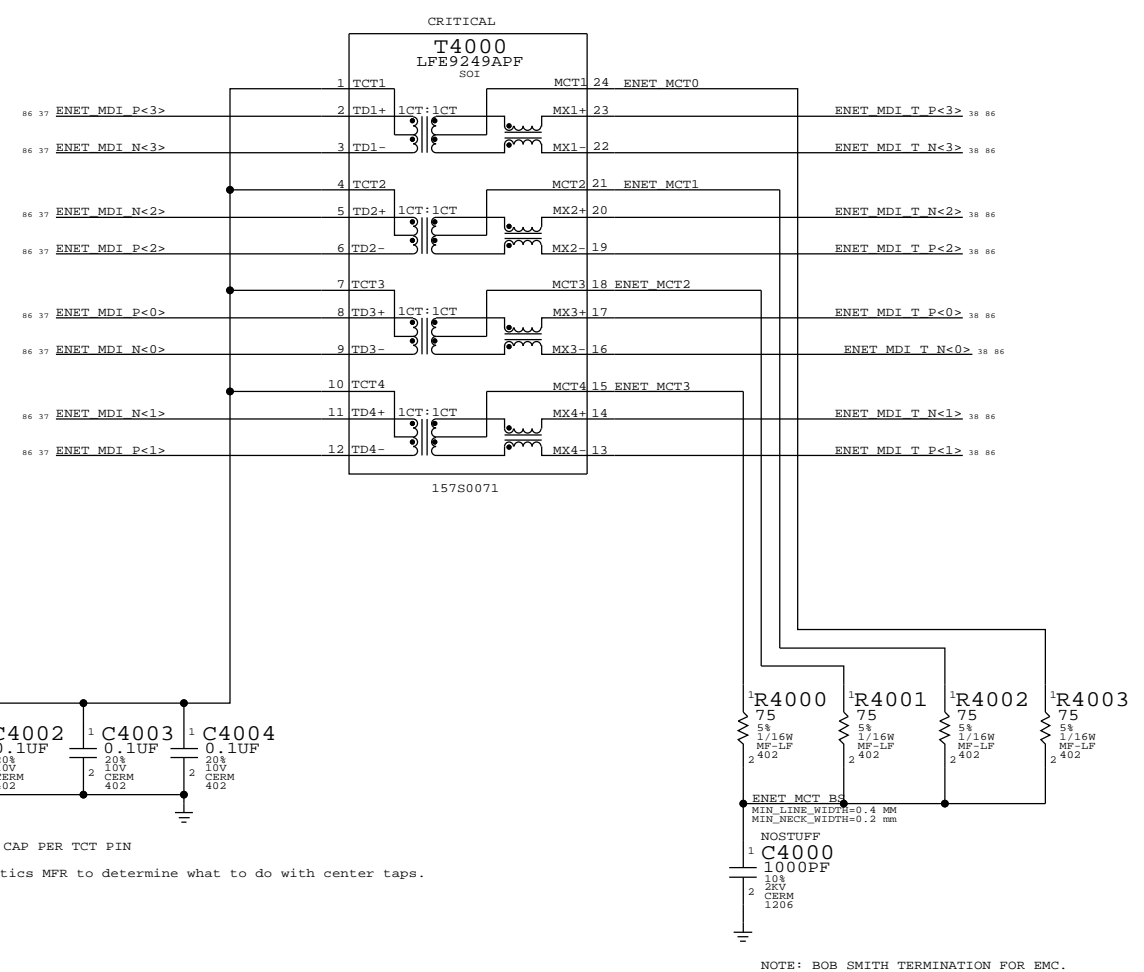 CRITICAL
T4000
LFE9249APF
SOI
1 TCT1 MCT1 24 ENET_MCT0
86 37 ENET_MDI_P<3> 2 TD1+ 1CT:1CT MX1+ 23 ENET_MDI_T_P<3> 38 86
86 37 ENET_MDI_N<3> 3 TD1- MX1- 22 ENET_MDI_T_N<3> 38 86
4 TCT2 MCT2 21 ENET_MCT1
86 37 ENET_MDI_N<2> 5 TD2+ 1CT:1CT MX2+ 20 ENET_MDI_T_N<2> 38 86
86 37 ENET_MDI_P<2> 6 TD2- MX2- 19 ENET_MDI_T_P<2> 38 86
7 TCT3 MCT3 18 ENET_MCT2
86 37 ENET_MDI_P<0> 8 TD3+ 1CT:1CT MX3+ 17 ENET_MDI_T_P<0> 38 86
86 37 ENET_MDI_N<0> 9 TD3- MX3- 16 ENET_MDI_T_N<0> 38 86
10 TCT4 MCT4 15 ENET_MCT3
86 37 ENET_MDI_N<1> 11 TD4+ 1CT:1CT MX4+ 14 ENET_MDI_T_N<1> 38 86
86 37 ENET_MDI_P<1> 12 TD4- MX4- 13 ENET_MDI_T_P<1> 38 86
157S0071
1 R4000
75
5%
1/16W
MF-LF
2 402
1 R4001
75
5%
1/16W
MF-LF
2 402
1 R4002
75
5%
1/16W
MF-LF
2 402
1 R4003
75
5%
1/16W
MF-LF
2 402
C4002
0.1UF
20%
10V
CERM
402
1 C4003
0.1UF
20%
10V
2 CERM
402
1 C4004
0.1UF
20%
10V
2 CERM
402
ENET_MCT_BS
MIN_LINE_WIDTH=0.4 MM
MIN_NECK_WIDTH=0.2 mm
NOSTUFF
1 C4000
1000PF
10%
2KV
2 CERM
1206
CAP PER TCT PIN
tics MFR to determine what to do with center taps.
NOTE: BOB SMITH TERMINATION FOR EMC.